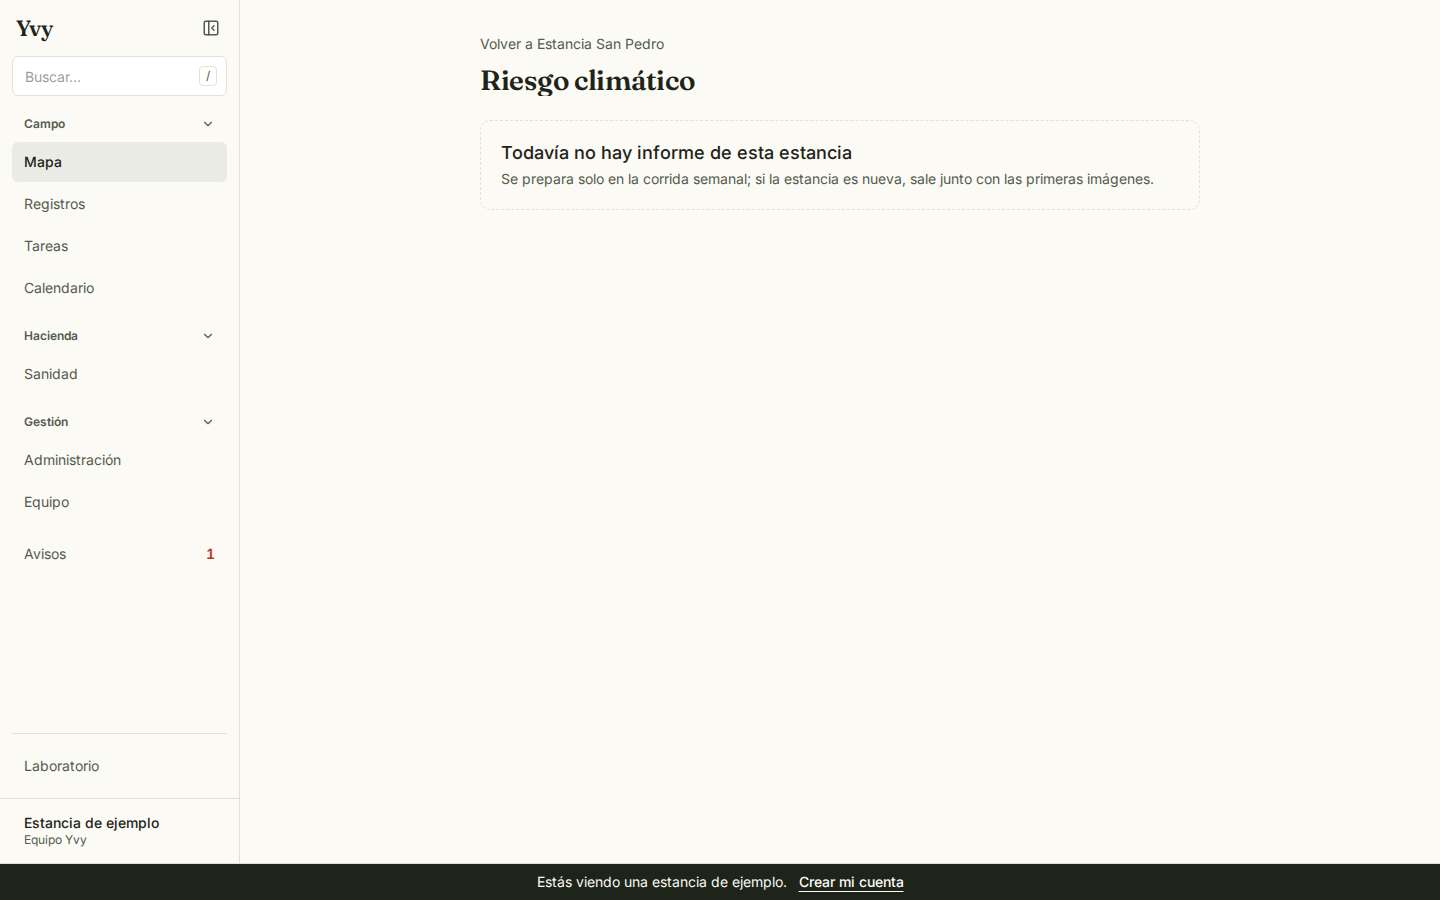 Yvy
Buscar...
/
Campo
Mapa
Registros
Tareas
Calendario
Hacienda
Sanidad
Gestión
Administración
Equipo
Avisos 1
Laboratorio
Estancia de ejemplo
Equipo Yvy
Volver a Estancia San Pedro
Riesgo climático
Todavía no hay informe de esta estancia
Se prepara solo en la corrida semanal; si la estancia es nueva, sale junto con las primeras imágenes.
Estás viendo una estancia de ejemplo. Crear mi cuenta